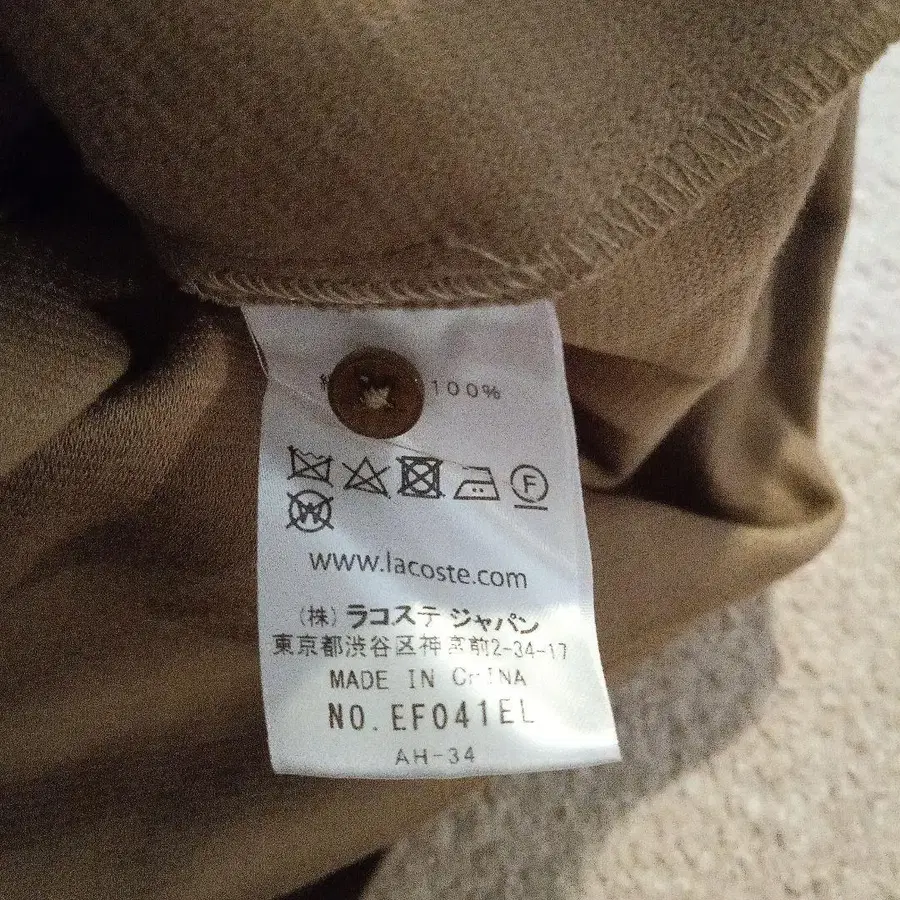 100%
F
W
www.lacoste.com
(株) ラコステ ジャパン
東京都渋谷区神宮前2-34-17
MADE IN CHINA
NO. EF041EL
AH-34